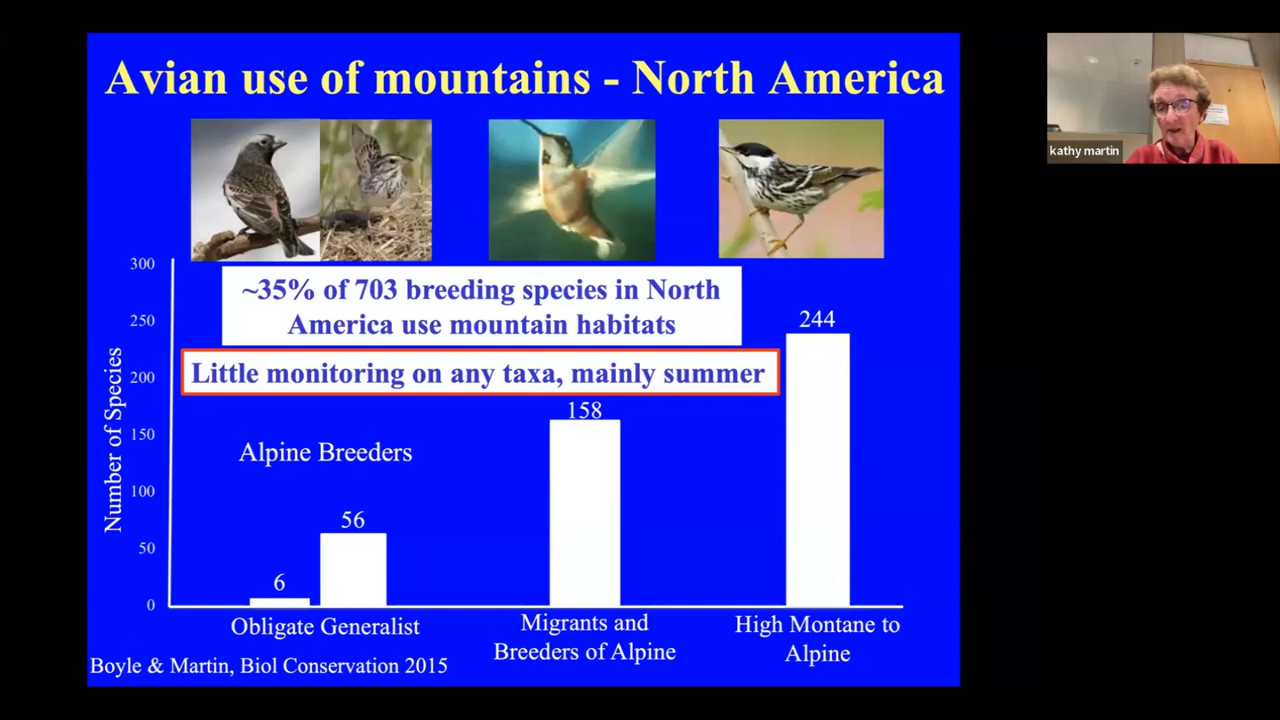 Avian use of mountains - North America
kathy martin
~35% of 703 breeding species in North
America use mountain habitats
Little monitoring on any taxa, mainly summer
Number of Species
300
250
200
150
100
50
0
Alpine Breeders
6
56
158
244
Obligate Generalist
Migrants and
Breeders of Alpine
High Montane to
Alpine
Boyle & Martin, Biol Conservation 2015